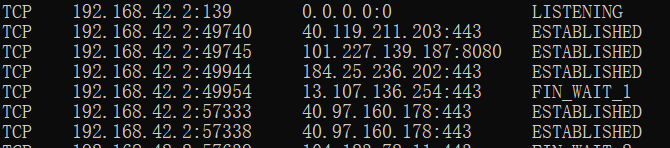 TCP 192.168.42.2:139 0.0.0.0:0 LISTENING
TCP 192.168.42.2:49740 40.119.211.203:443 ESTABLISHED
TCP 192.168.42.2:49745 101.227.139.187:8080 ESTABLISHED
TCP 192.168.42.2:49944 184.25.236.202:443 ESTABLISHED
TCP 192.168.42.2:49954 13.107.136.254:443 FIN_WAIT_1
TCP 192.168.42.2:57333 40.97.160.178:443 ESTABLISHED
TCP 192.168.42.2:57338 40.97.160.178:443 ESTABLISHED
TCP